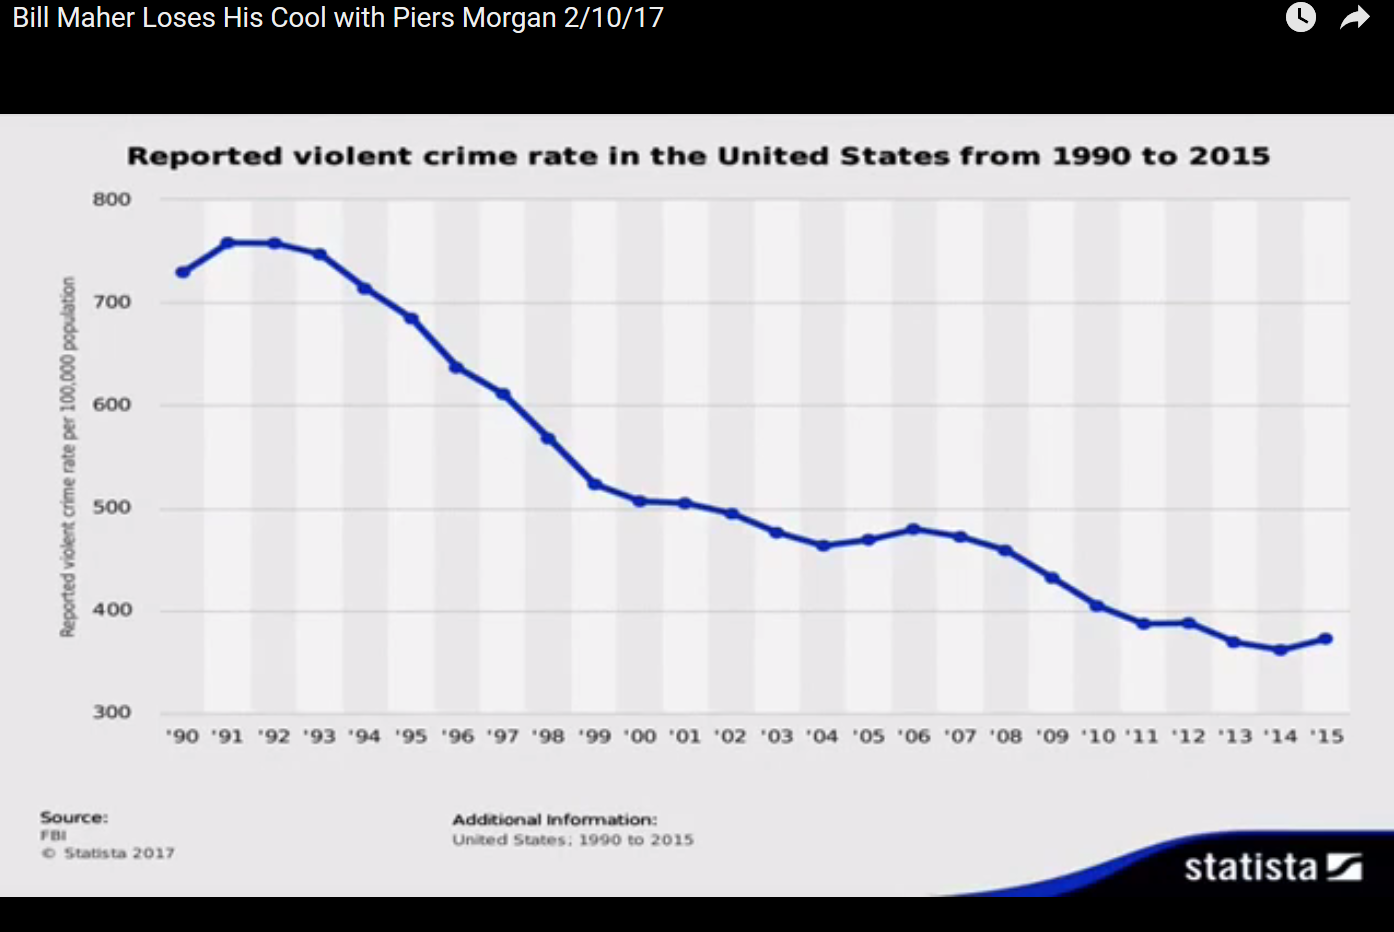 Bill Maher Loses His Cool with Piers Morgan 2/10/17
Reported violent crime rate in the United States from 1990 to 2015
Reported violent crime rate per 100,000 population
800
700
600
500
400
300
'90 '91 '92 '93 '94 '95 '96 '97 '98 '99 '00 '01 '02 '03 '04 '05 '06 '07 '08 '09 '10 '11 '12 '13 '14 '15
Source:
FBI
© Statista 2017
Additional Information:
United States; 1990 to 2015
statista